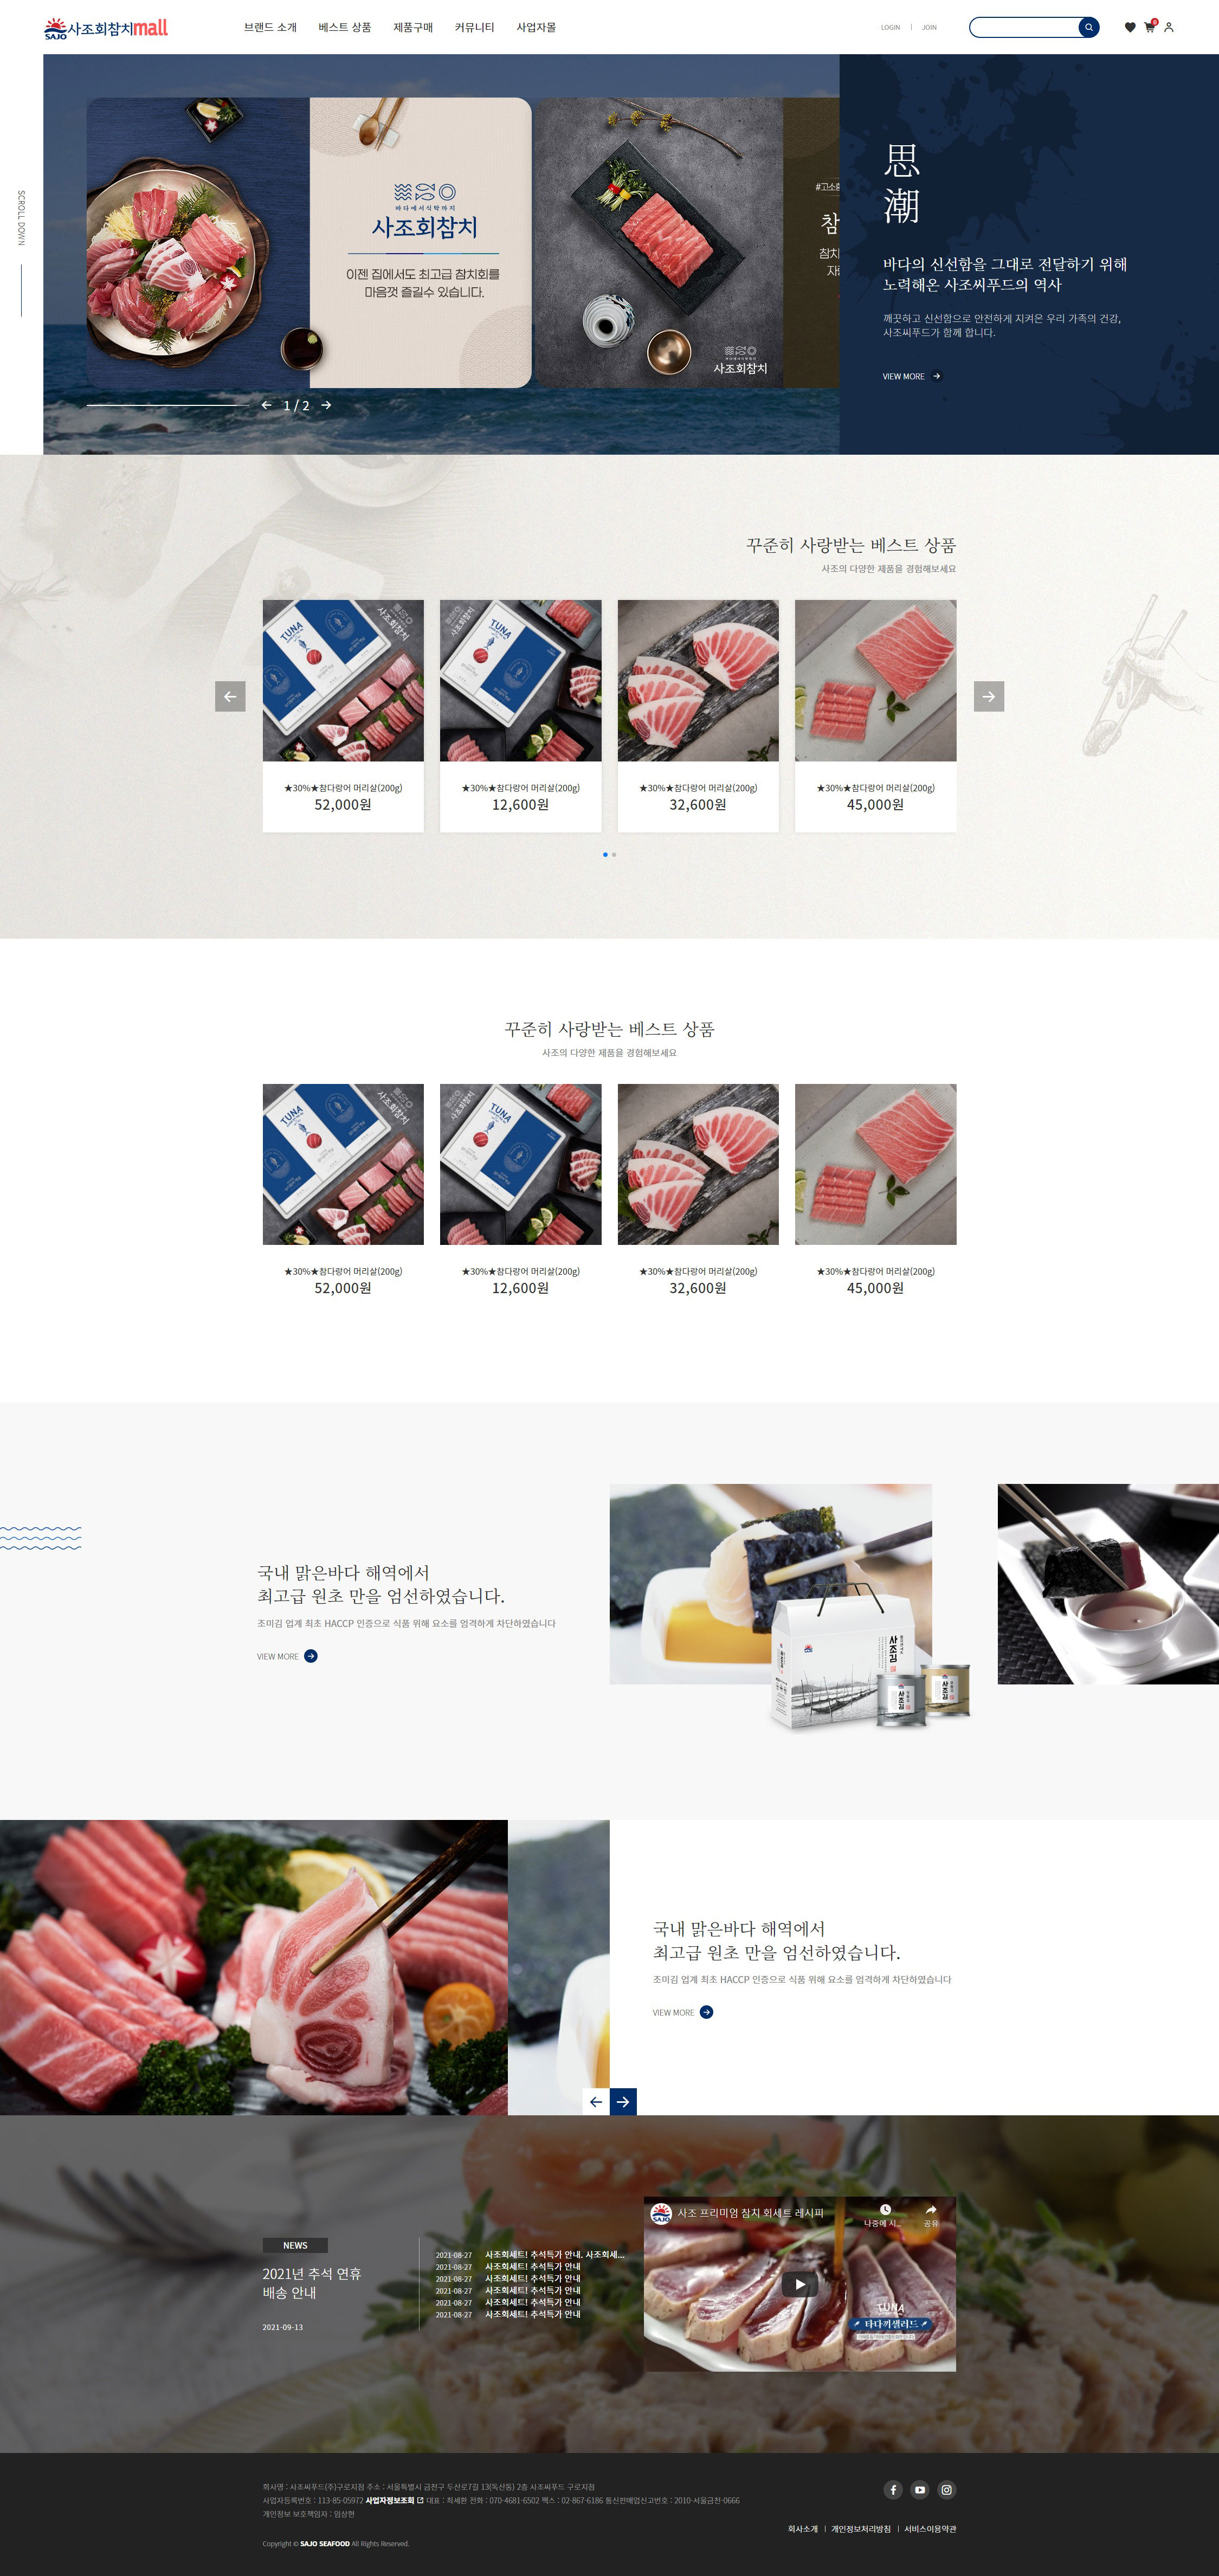 SAJO 사조회참치mall
브랜드 소개 베스트 상품 제품구매 커뮤니티 사업자몰
LOGIN | JOIN
0
SCROLL DOWN
바다에서식탁까지
사조회참치
이젠 집에서도 최고급 참치회를
마음껏 즐길수 있습니다.
사조회참치
참
1 / 2
思
潮
바다의 신선함을 그대로 전달하기 위해
노력해온 사조씨푸드의 역사
깨끗하고 신선함으로 안전하게 지켜온 우리 가족의 건강,
사조씨푸드가 함께 합니다.
VIEW MORE
꾸준히 사랑받는 베스트 상품
사조의 다양한 제품을 경험해보세요
TUNA 사조회참치
TUNA 사조회참치
★30%★참다랑어 머리살(200g)
52,000원
★30%★참다랑어 머리살(200g)
12,600원
★30%★참다랑어 머리살(200g)
32,600원
★30%★참다랑어 머리살(200g)
45,000원
꾸준히 사랑받는 베스트 상품
사조의 다양한 제품을 경험해보세요
TUNA 사조회참치
TUNA 사조회참치
★30%★참다랑어 머리살(200g)
52,000원
★30%★참다랑어 머리살(200g)
12,600원
★30%★참다랑어 머리살(200g)
32,600원
★30%★참다랑어 머리살(200g)
45,000원
국내 맑은바다 해역에서
최고급 원초 만을 엄선하였습니다.
조미김 업계 최초 HACCP 인증으로 식품 위해 요소를 엄격하게 차단하였습니다
VIEW MORE
사조김
사조김
사조김
국내 맑은바다 해역에서
최고급 원초 만을 엄선하였습니다.
조미김 업계 최초 HACCP 인증으로 식품 위해 요소를 엄격하게 차단하였습니다
VIEW MORE
NEWS
2021년 추석 연휴
배송 안내
2021-09-13
2021-08-27 사조회세트! 추석특가 안내. 사조회세...
2021-08-27 사조회세트! 추석특가 안내
2021-08-27 사조회세트! 추석특가 안내
2021-08-27 사조회세트! 추석특가 안내
2021-08-27 사조회세트! 추석특가 안내
2021-08-27 사조회세트! 추석특가 안내
SAJO 사조 프리미엄 참치 회세트 레시피
나중에 시... 공유
TUNA
타다끼샐러드
회사명 : 사조씨푸드(주)구로지점 주소 : 서울특별시 금천구 두산로7길 13(독산동) 2층 사조씨푸드 구로지점
사업자등록번호 : 113-85-05972 사업자정보조회 대표 : 최세환 전화 : 070-4681-6502 팩스 : 02-867-6186 통신판매업신고번호 : 2010-서울금천-0666
개인정보 보호책임자 : 임상현
Copyright © SAJO SEAFOOD All Rights Reserved.
회사소개 | 개인정보처리방침 | 서비스이용약관